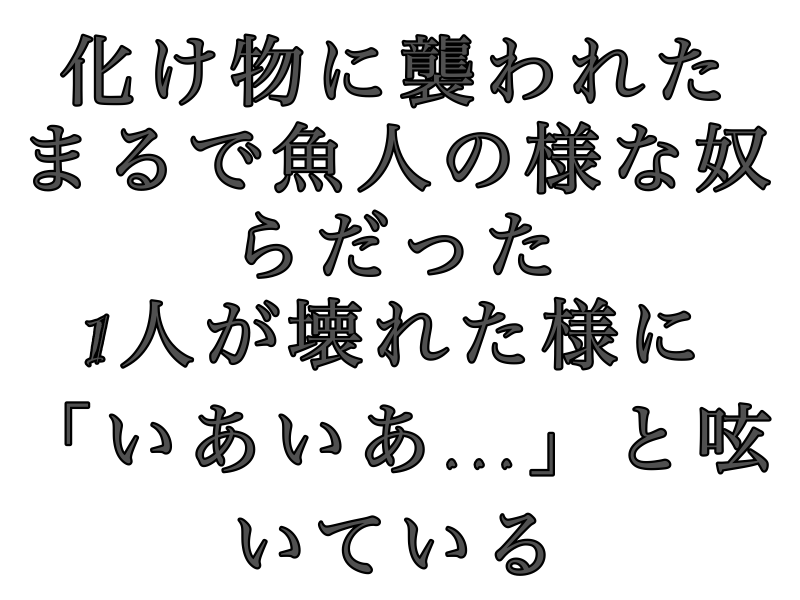 化け物に襲われた
まるで魚人の様な奴
らだった
1人が壊れた様に
「いあいあ...」と呟
いている